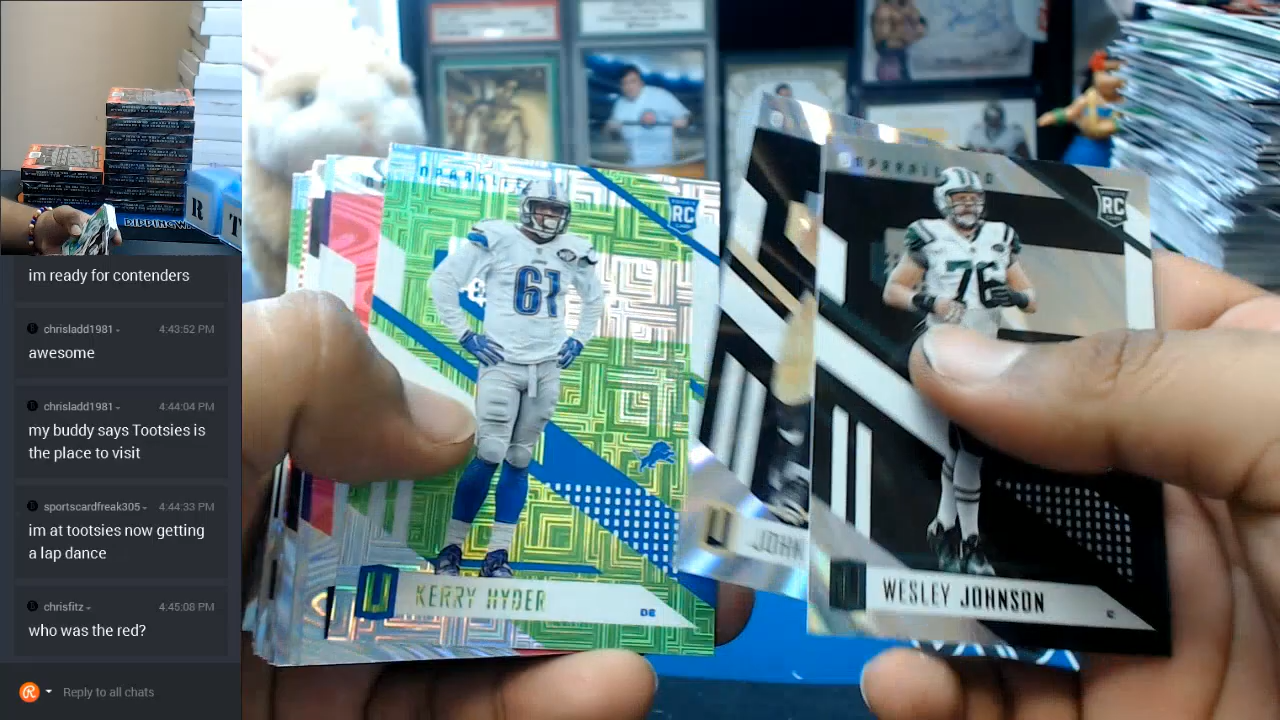 RIPPINGW
R
T
im ready for contenders
chrisladd1981
4:43:52 PM
awesome
chrisladd1981
4:44:04 PM
my buddy says Tootsies is
the place to visit
sportscardfreak305
4:44:33 PM
im at tootsies now getting
a lap dance
chrisfitz
4:45:08 PM
who was the red?
Reply to all chats
RC
61
U
KERRY HYDER
DE
U
JOHN
RC
76
WESLEY JOHNSON
C